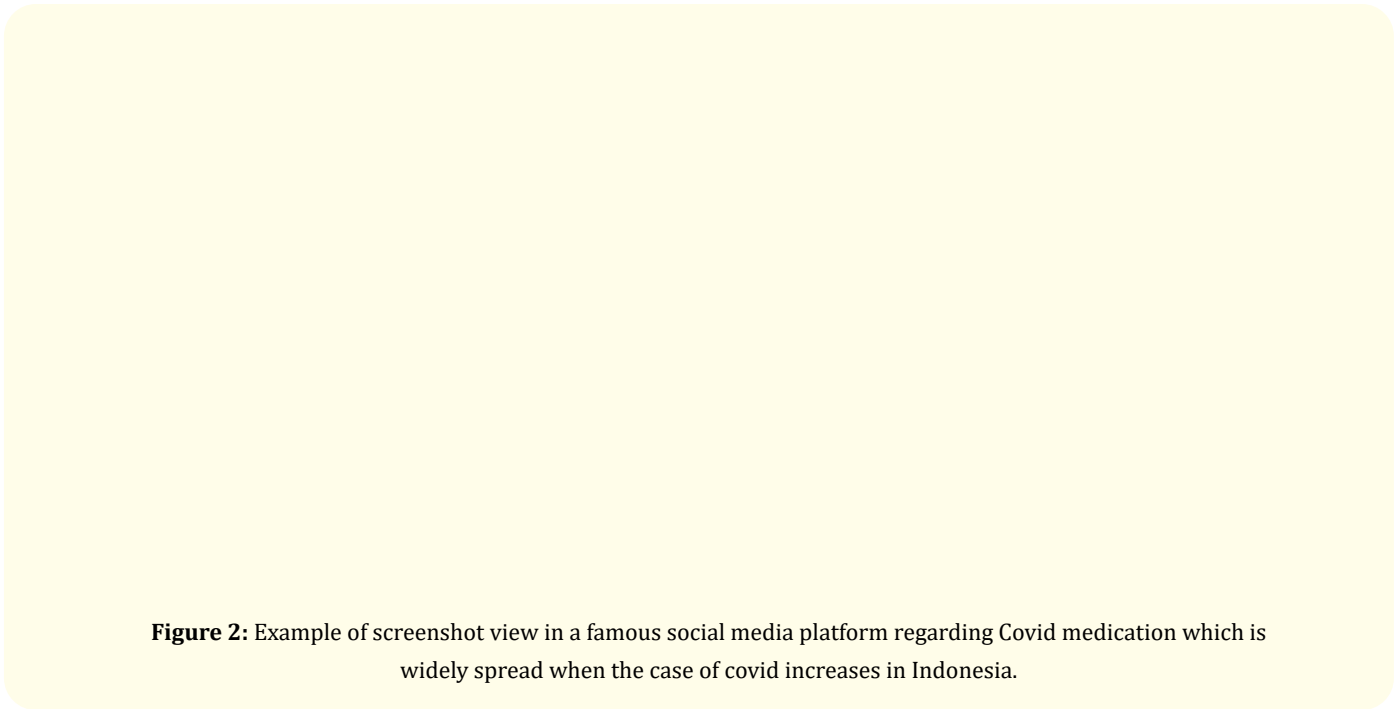 Figure 2: Example of screenshot view in a famous social media platform regarding Covid medication which is
widely spread when the case of covid increases in Indonesia.